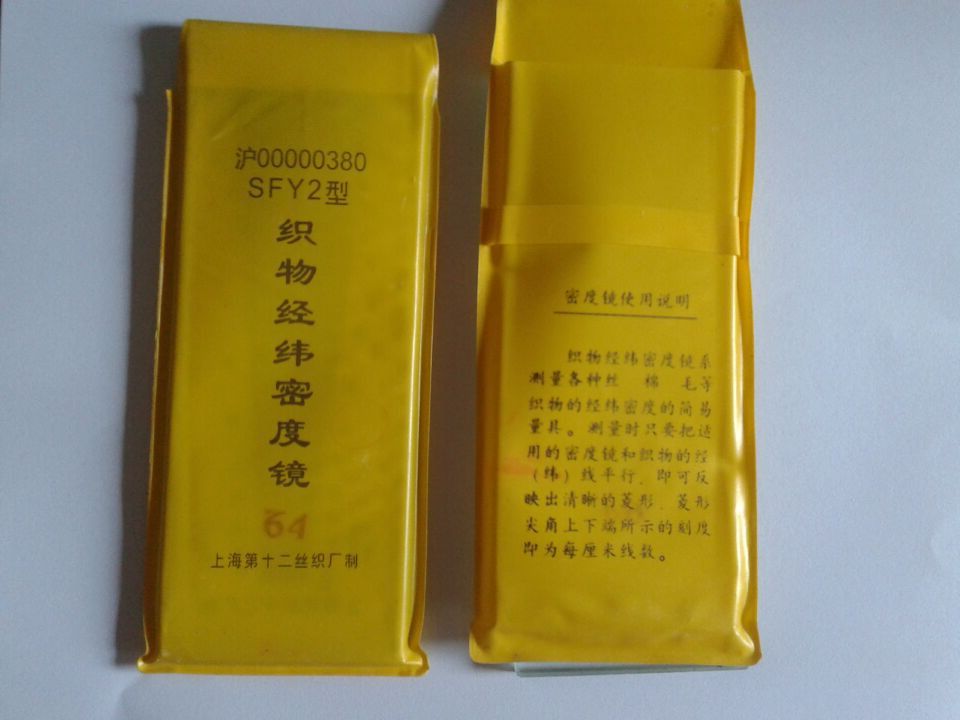 沪00000380
SFY2型
织物经纬密度镜
64
上海第十二丝织厂制
密度镜使用说明
织物经纬密度镜系
测量各种丝 棉 毛等
织物的经纬密度的简易
量具。测量时只要把适
用的密度镜和织物的经
(纬)线平行,即可反
映出清晰的菱形,菱形
尖角上下端所示的刻度
即为每厘米线数。